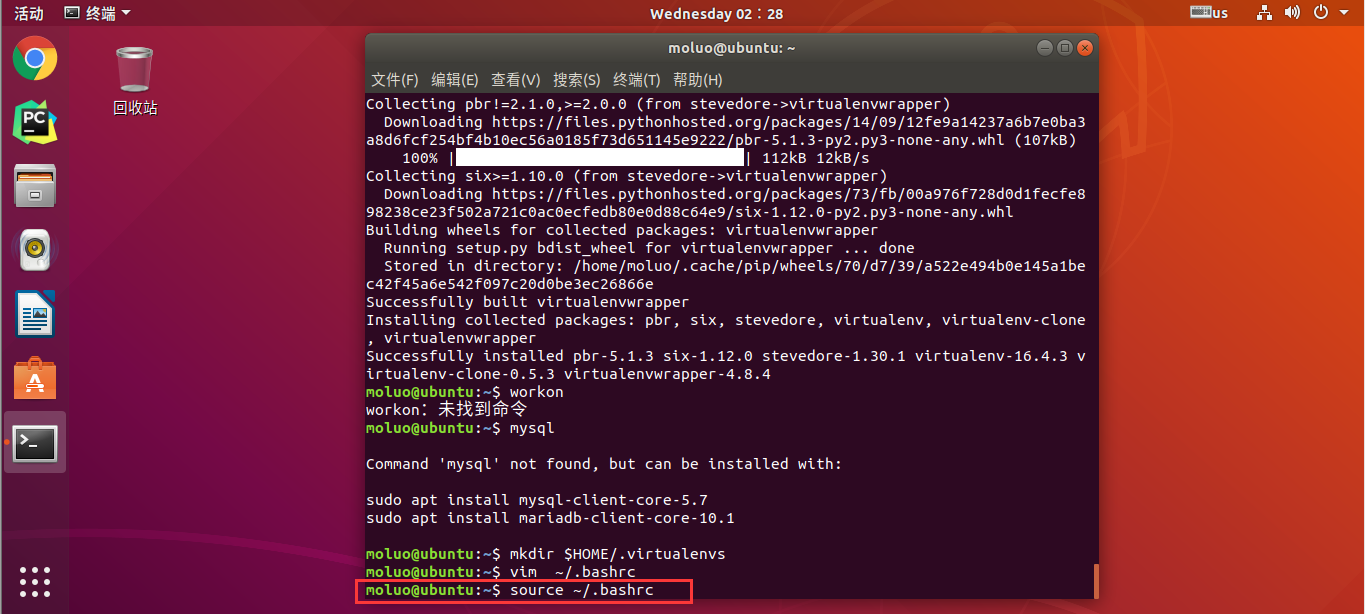 活动 终端 Wednesday 02：28 us
PC
回收站
moluo@ubuntu: ~
文件(F) 编辑(E) 查看(V) 搜索(S) 终端(T) 帮助(H)
Collecting pbr!=2.1.0,>=2.0.0 (from stevedore->virtualenvwrapper)
Downloading https://files.pythonhosted.org/packages/14/09/12fe9a14237a6b7e0ba3
a8d6fcf254bf4b10ec56a0185f73d651145e9222/pbr-5.1.3-py2.py3-none-any.whl (107kB)
100% | | 112kB 12kB/s
Collecting six>=1.10.0 (from stevedore->virtualenvwrapper)
Downloading https://files.pythonhosted.org/packages/73/fb/00a976f728d0d1fecfe8
98238ce23f502a721c0ac0ecfedb80e0d88c64e9/six-1.12.0-py2.py3-none-any.whl
Building wheels for collected packages: virtualenvwrapper
Running setup.py bdist_wheel for virtualenvwrapper ... done
Stored in directory: /home/moluo/.cache/pip/wheels/70/d7/39/a522e494b0e145a1be
c42f45a6e542f097c20d0be3ec26866e
Successfully built virtualenvwrapper
Installing collected packages: pbr, six, stevedore, virtualenv, virtualenv-clone
, virtualenvwrapper
Successfully installed pbr-5.1.3 six-1.12.0 stevedore-1.30.1 virtualenv-16.4.3 v
irtualenv-clone-0.5.3 virtualenvwrapper-4.8.4
moluo@ubuntu:~$ workon
workon：未找到命令
moluo@ubuntu:~$ mysql
Command 'mysql' not found, but can be installed with:
sudo apt install mysql-client-core-5.7
sudo apt install mariadb-client-core-10.1
moluo@ubuntu:~$ mkdir $HOME/.virtualenvs
moluo@ubuntu:~$ vim  ~/.bashrc
moluo@ubuntu:~$ source ~/.bashrc